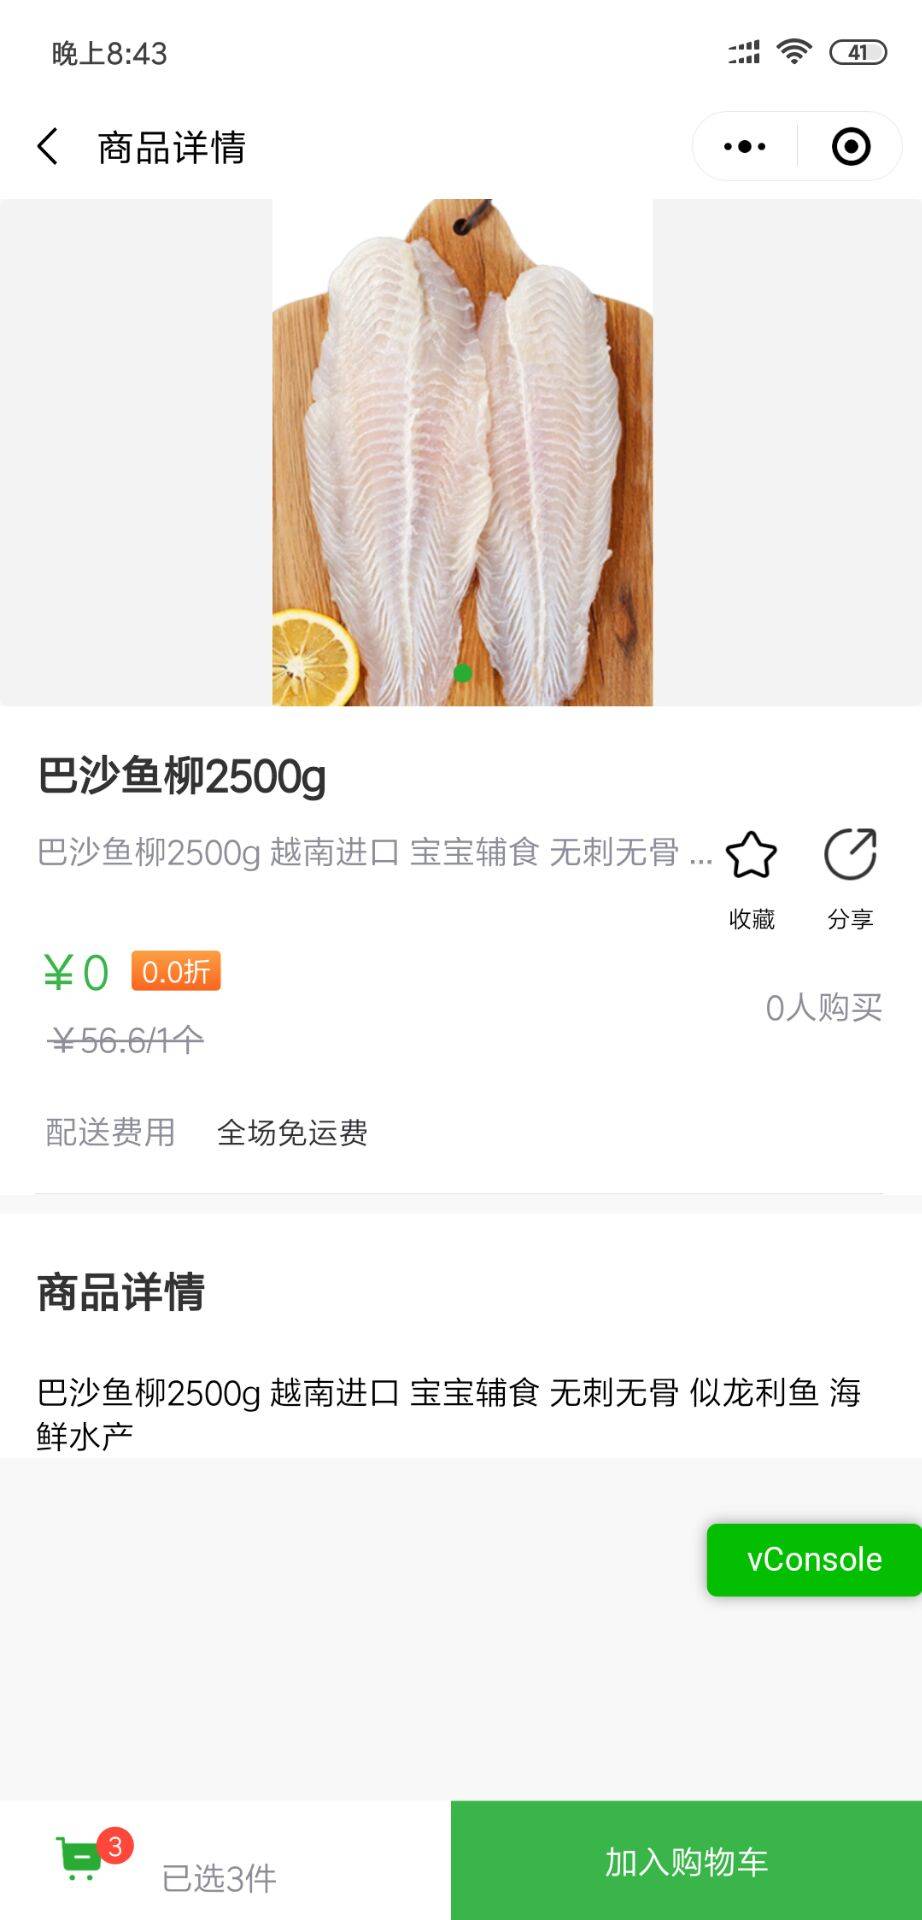 晚上8:43
41
商品详情
巴沙鱼柳2500g
巴沙鱼柳2500g 越南进口 宝宝辅食 无刺无骨 ...
收藏
分享
¥0
0.0折
0人购买
¥56.6/1个
配送费用
全场免运费
商品详情
巴沙鱼柳2500g 越南进口 宝宝辅食 无刺无骨 似龙利鱼 海
鲜水产
vConsole
3
已选3件
加入购物车